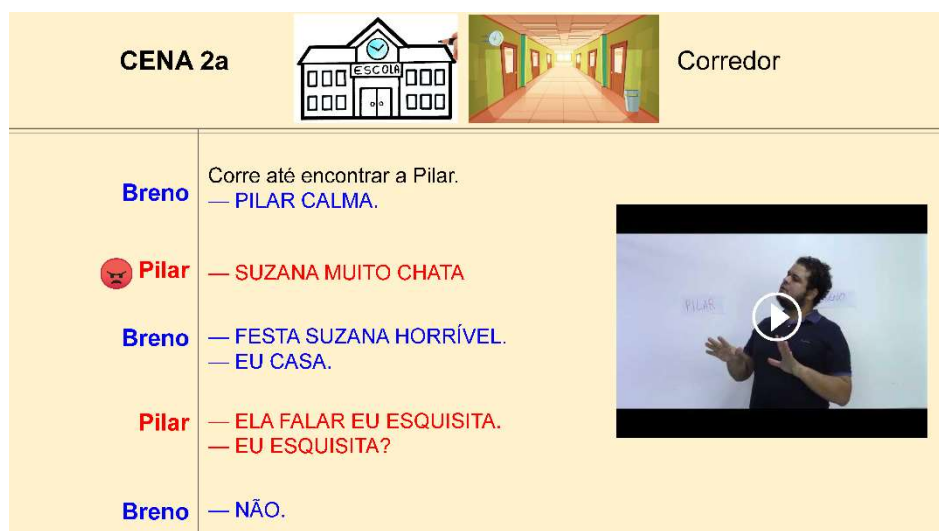 CENA 2a
ESCOLA
Corredor
Breno
Corre até encontrar a Pilar.
— PILAR CALMA.
Pilar
— SUZANA MUITO CHATA
Breno
— FESTA SUZANA HORRÍVEL.
— EU CASA.
Pilar
— ELA FALAR EU ESQUISITA.
— EU ESQUISITA?
Breno
— NÃO.
PILAR